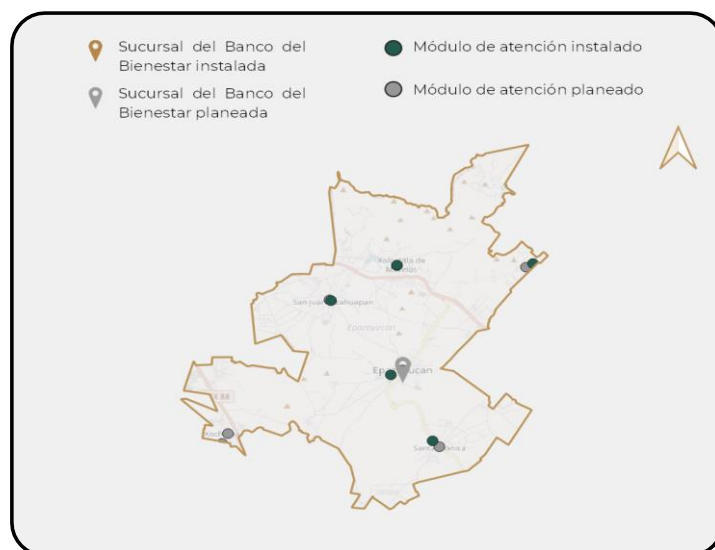 Sucursal del Banco del
Bienestar instalada
Sucursal del Banco del
Bienestar planeada
Módulo de atención instalado
Módulo de atención planeado
San Juan
Epazoyucan